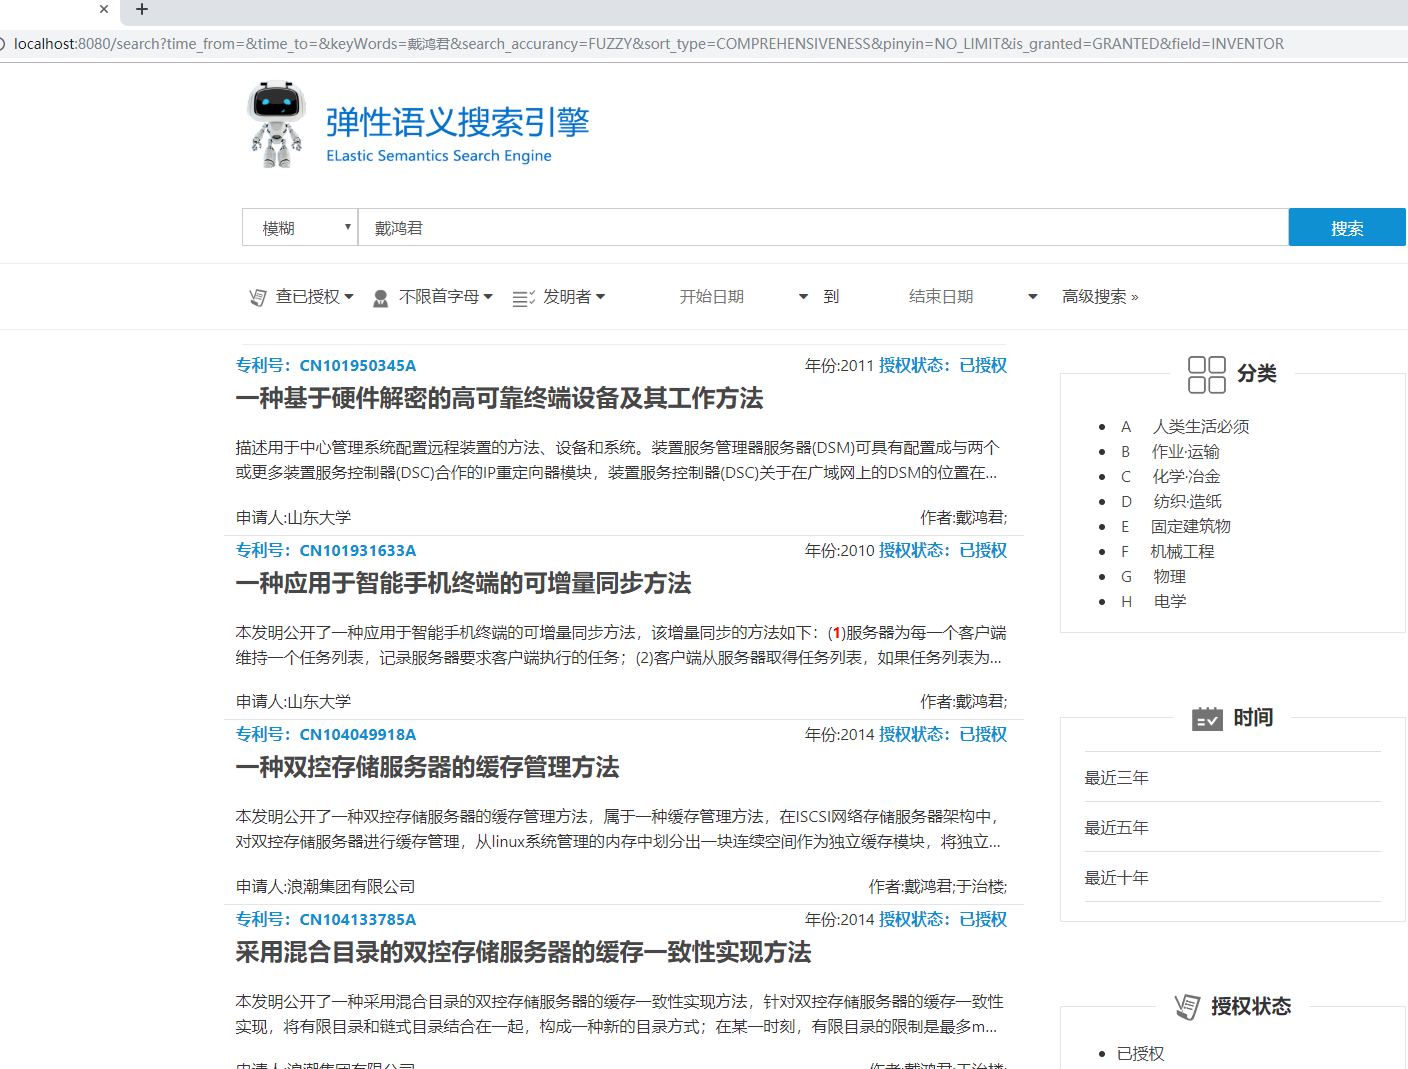 localhost:8080/search?time_from=&time_to=&keyWords=戴鸿君&search_accurancy=FUZZY&sort_type=COMPREHENSIVENESS&pinyin=NO_LIMIT&is_granted=GRANTED&field=INVENTOR
弹性语义搜索引擎
ELastic Semantics Search Engine
模糊 戴鸿君 搜索
查已授权 不限首字母 发明者 开始日期 到 结束日期 高级搜索 »
专利号：CN101950345A 年份:2011 授权状态：已授权
一种基于硬件解密的高可靠终端设备及其工作方法
描述用于中心管理系统配置远程装置的方法、设备和系统。装置服务管理器服务器(DSM)可具有配置成与两个
或更多装置服务控制器(DSC)合作的IP重定向器模块，装置服务控制器(DSC)关于在广域网上的DSM的位置在...
申请人:山东大学 作者:戴鸿君;
专利号：CN101931633A 年份:2010 授权状态：已授权
一种应用于智能手机终端的可增量同步方法
本发明公开了一种应用于智能手机终端的可增量同步方法，该增量同步的方法如下：(1)服务器为每一个客户端
维持一个任务列表，记录服务器要求客户端执行的任务；(2)客户端从服务器取得任务列表，如果任务列表为...
申请人:山东大学 作者:戴鸿君;
专利号：CN104049918A 年份:2014 授权状态：已授权
一种双控存储服务器的缓存管理方法
本发明公开了一种双控存储服务器的缓存管理方法，属于一种缓存管理方法，在ISCSI网络存储服务器架构中，
对双控存储服务器进行缓存管理，从linux系统管理的内存中划分出一块连续空间作为独立缓存模块，将独立...
申请人:浪潮集团有限公司 作者:戴鸿君;于治楼;
专利号：CN104133785A 年份:2014 授权状态：已授权
采用混合目录的双控存储服务器的缓存一致性实现方法
本发明公开了一种采用混合目录的双控存储服务器的缓存一致性实现方法，针对双控存储服务器的缓存一致性
实现，将有限目录和链式目录结合在一起，构成一种新的目录方式；在某一时刻，有限目录的限制是最多m...
申请人:浪潮集团有限公司 作者:戴鸿君;于治楼;
分类
A 人类生活必须
B 作业·运输
C 化学·冶金
D 纺织·造纸
E 固定建筑物
F 机械工程
G 物理
H 电学
时间
最近三年
最近五年
最近十年
授权状态
已授权